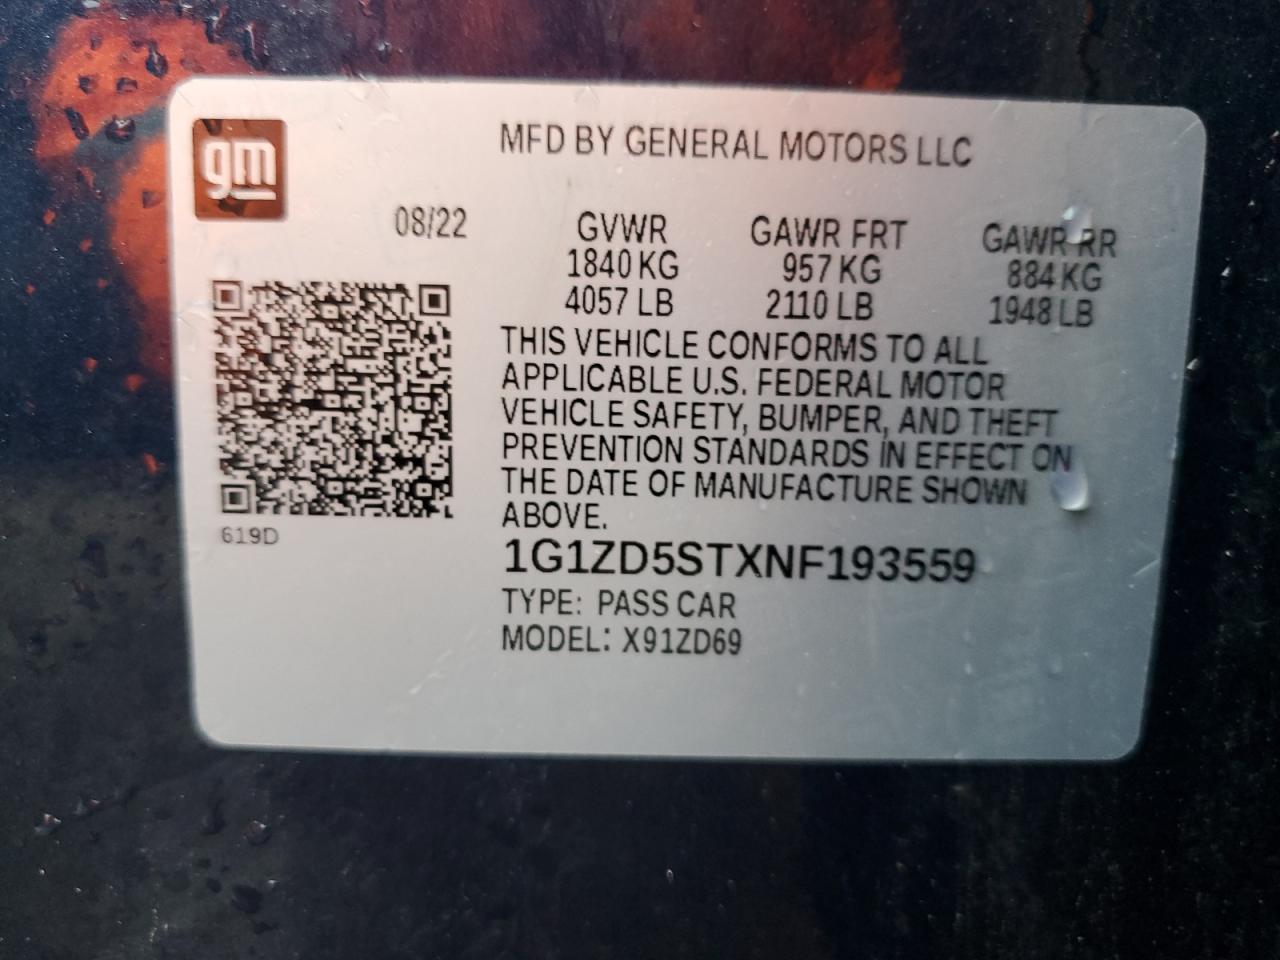 gm
MFD BY GENERAL MOTORS LLC
08/22 GVWR GAWR FRT GAWR RR
1840 KG 957 KG 884 KG
4057 LB 2110 LB 1948 LB
THIS VEHICLE CONFORMS TO ALL
APPLICABLE U.S. FEDERAL MOTOR
VEHICLE SAFETY, BUMPER, AND THEFT
PREVENTION STANDARDS IN EFFECT ON
THE DATE OF MANUFACTURE SHOWN
ABOVE.
619D
1G1ZD5STXNF193559
TYPE: PASS CAR
MODEL: X91ZD69